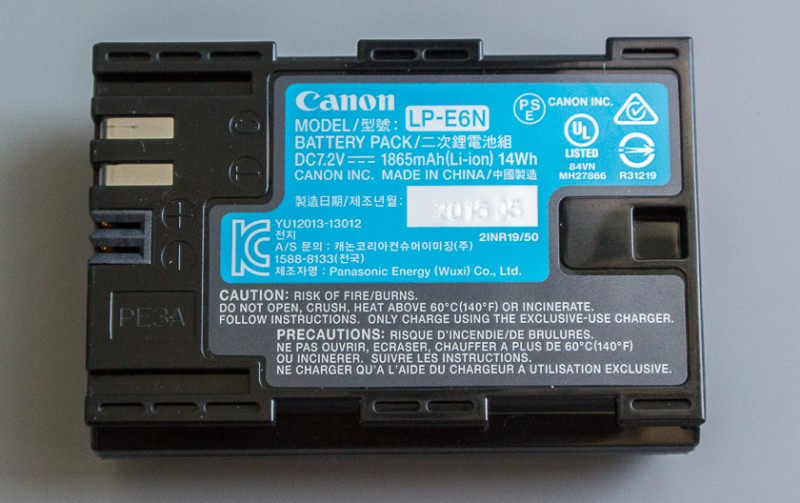 Canon
MODEL/型號: LP-E6N
BATTERY PACK/二次鋰電池組
DC7.2V 1865mAh(Li-ion) 14Wh
CANON INC. MADE IN CHINA/中國製造
PS
E
CANON INC.
UL
LISTED
84VN
MH27866
R31219
製造日期/제조년월: 2015 05
2INR19/50
YU12013-13012
전지
A/S 문의 : 캐논코리아컨슈머이미징(주)
1588-8133(전국)
제조자명 : Panasonic Energy (Wuxi) Co., Ltd.
PE3A
CAUTION: RISK OF FIRE/BURNS.
DO NOT OPEN, CRUSH, HEAT ABOVE 60°C(140°F) OR INCINERATE.
FOLLOW INSTRUCTIONS. ONLY CHARGE USING THE EXCLUSIVE-USE CHARGER.
PRECAUTIONS: RISQUE D'INCENDIE/DE BRULURES.
NE PAS OUVRIR, ECRASER, CHAUFFER A PLUS DE 60°C(140°F)
OU INCINERER. SUIVRE LES INSTRUCTIONS.
NE CHARGER QU'A L'AIDE DU CHARGEUR A UTILISATION EXCLUSIVE.